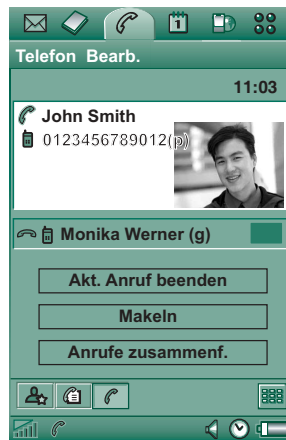 Telefon Bearb.
11:03
John Smith
0123456789012(p)
Monika Werner (g)
Akt. Anruf beenden
Makeln
Anrufe zusammenf.